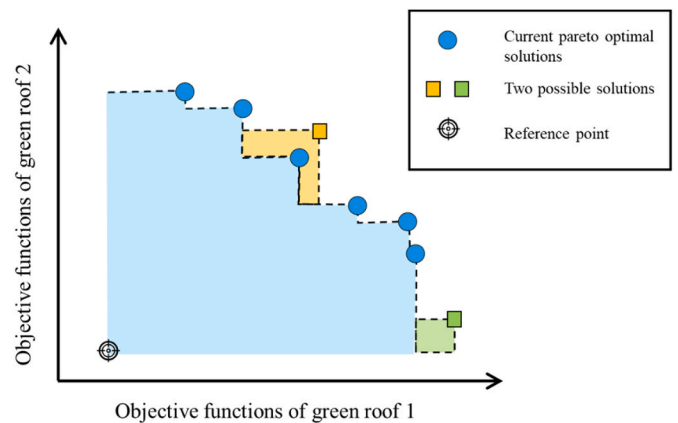 Current pareto optimal
solutions
Two possible solutions
Reference point
Objective functions of green roof 2
Objective functions of green roof 1